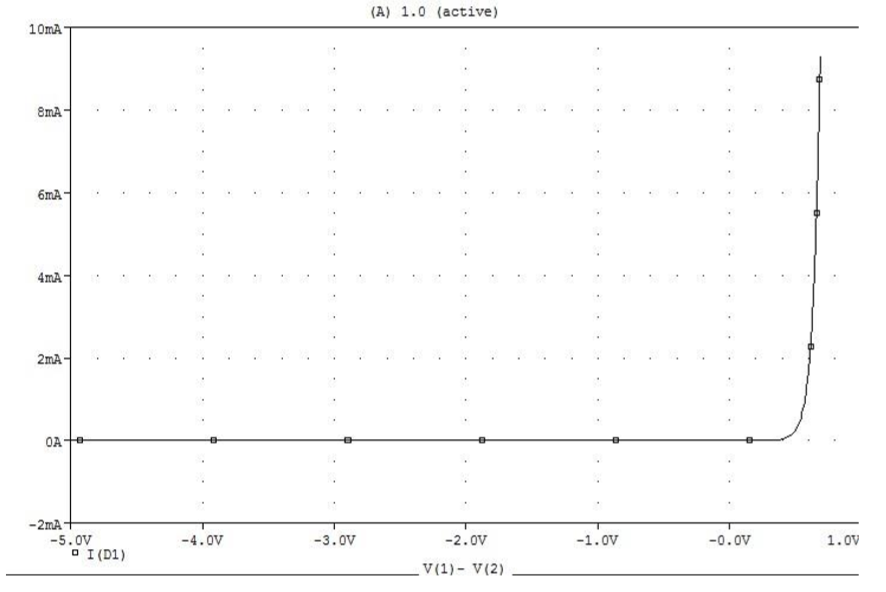 (A) 1.0 (active)
10mA
8mA
6mA
4mA
2mA
0A
-2mA
-5.0V -4.0V -3.0V -2.0V -1.0V -0.0V 1.0V
I(D1)
V(1)- V(2)